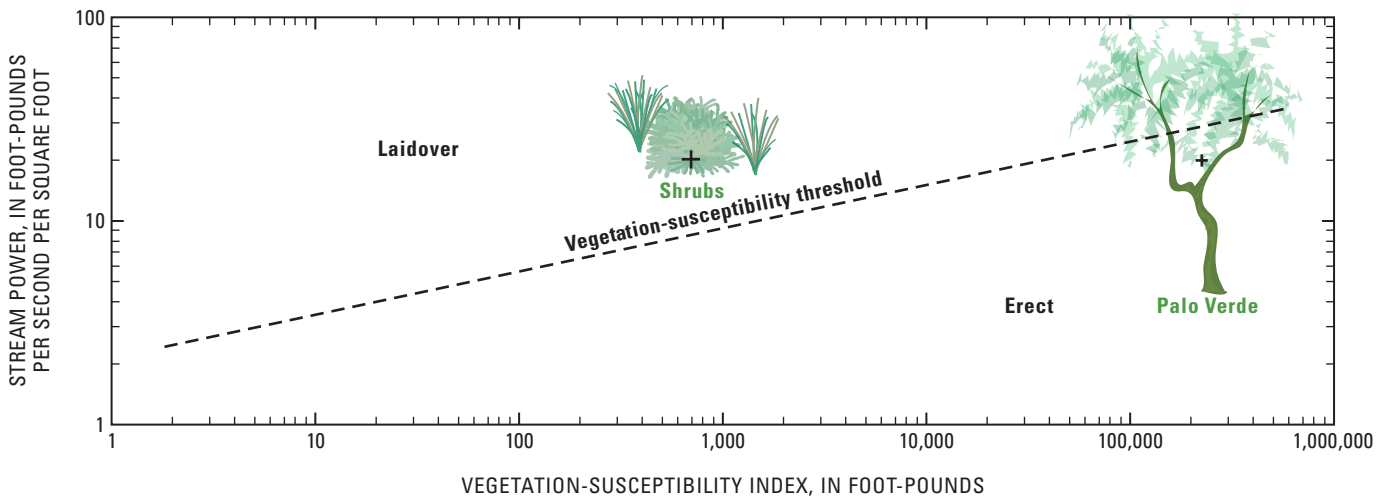 STREAM POWER, IN FOOT-POUNDS
PER SECOND PER SQUARE FOOT
100
10
1
Laidover
Shrubs
Vegetation-susceptibility threshold
Erect
Palo Verde
1
10
100
1,000
10,000
100,000
1,000,000
VEGETATION-SUSCEPTIBILITY INDEX, IN FOOT-POUNDS